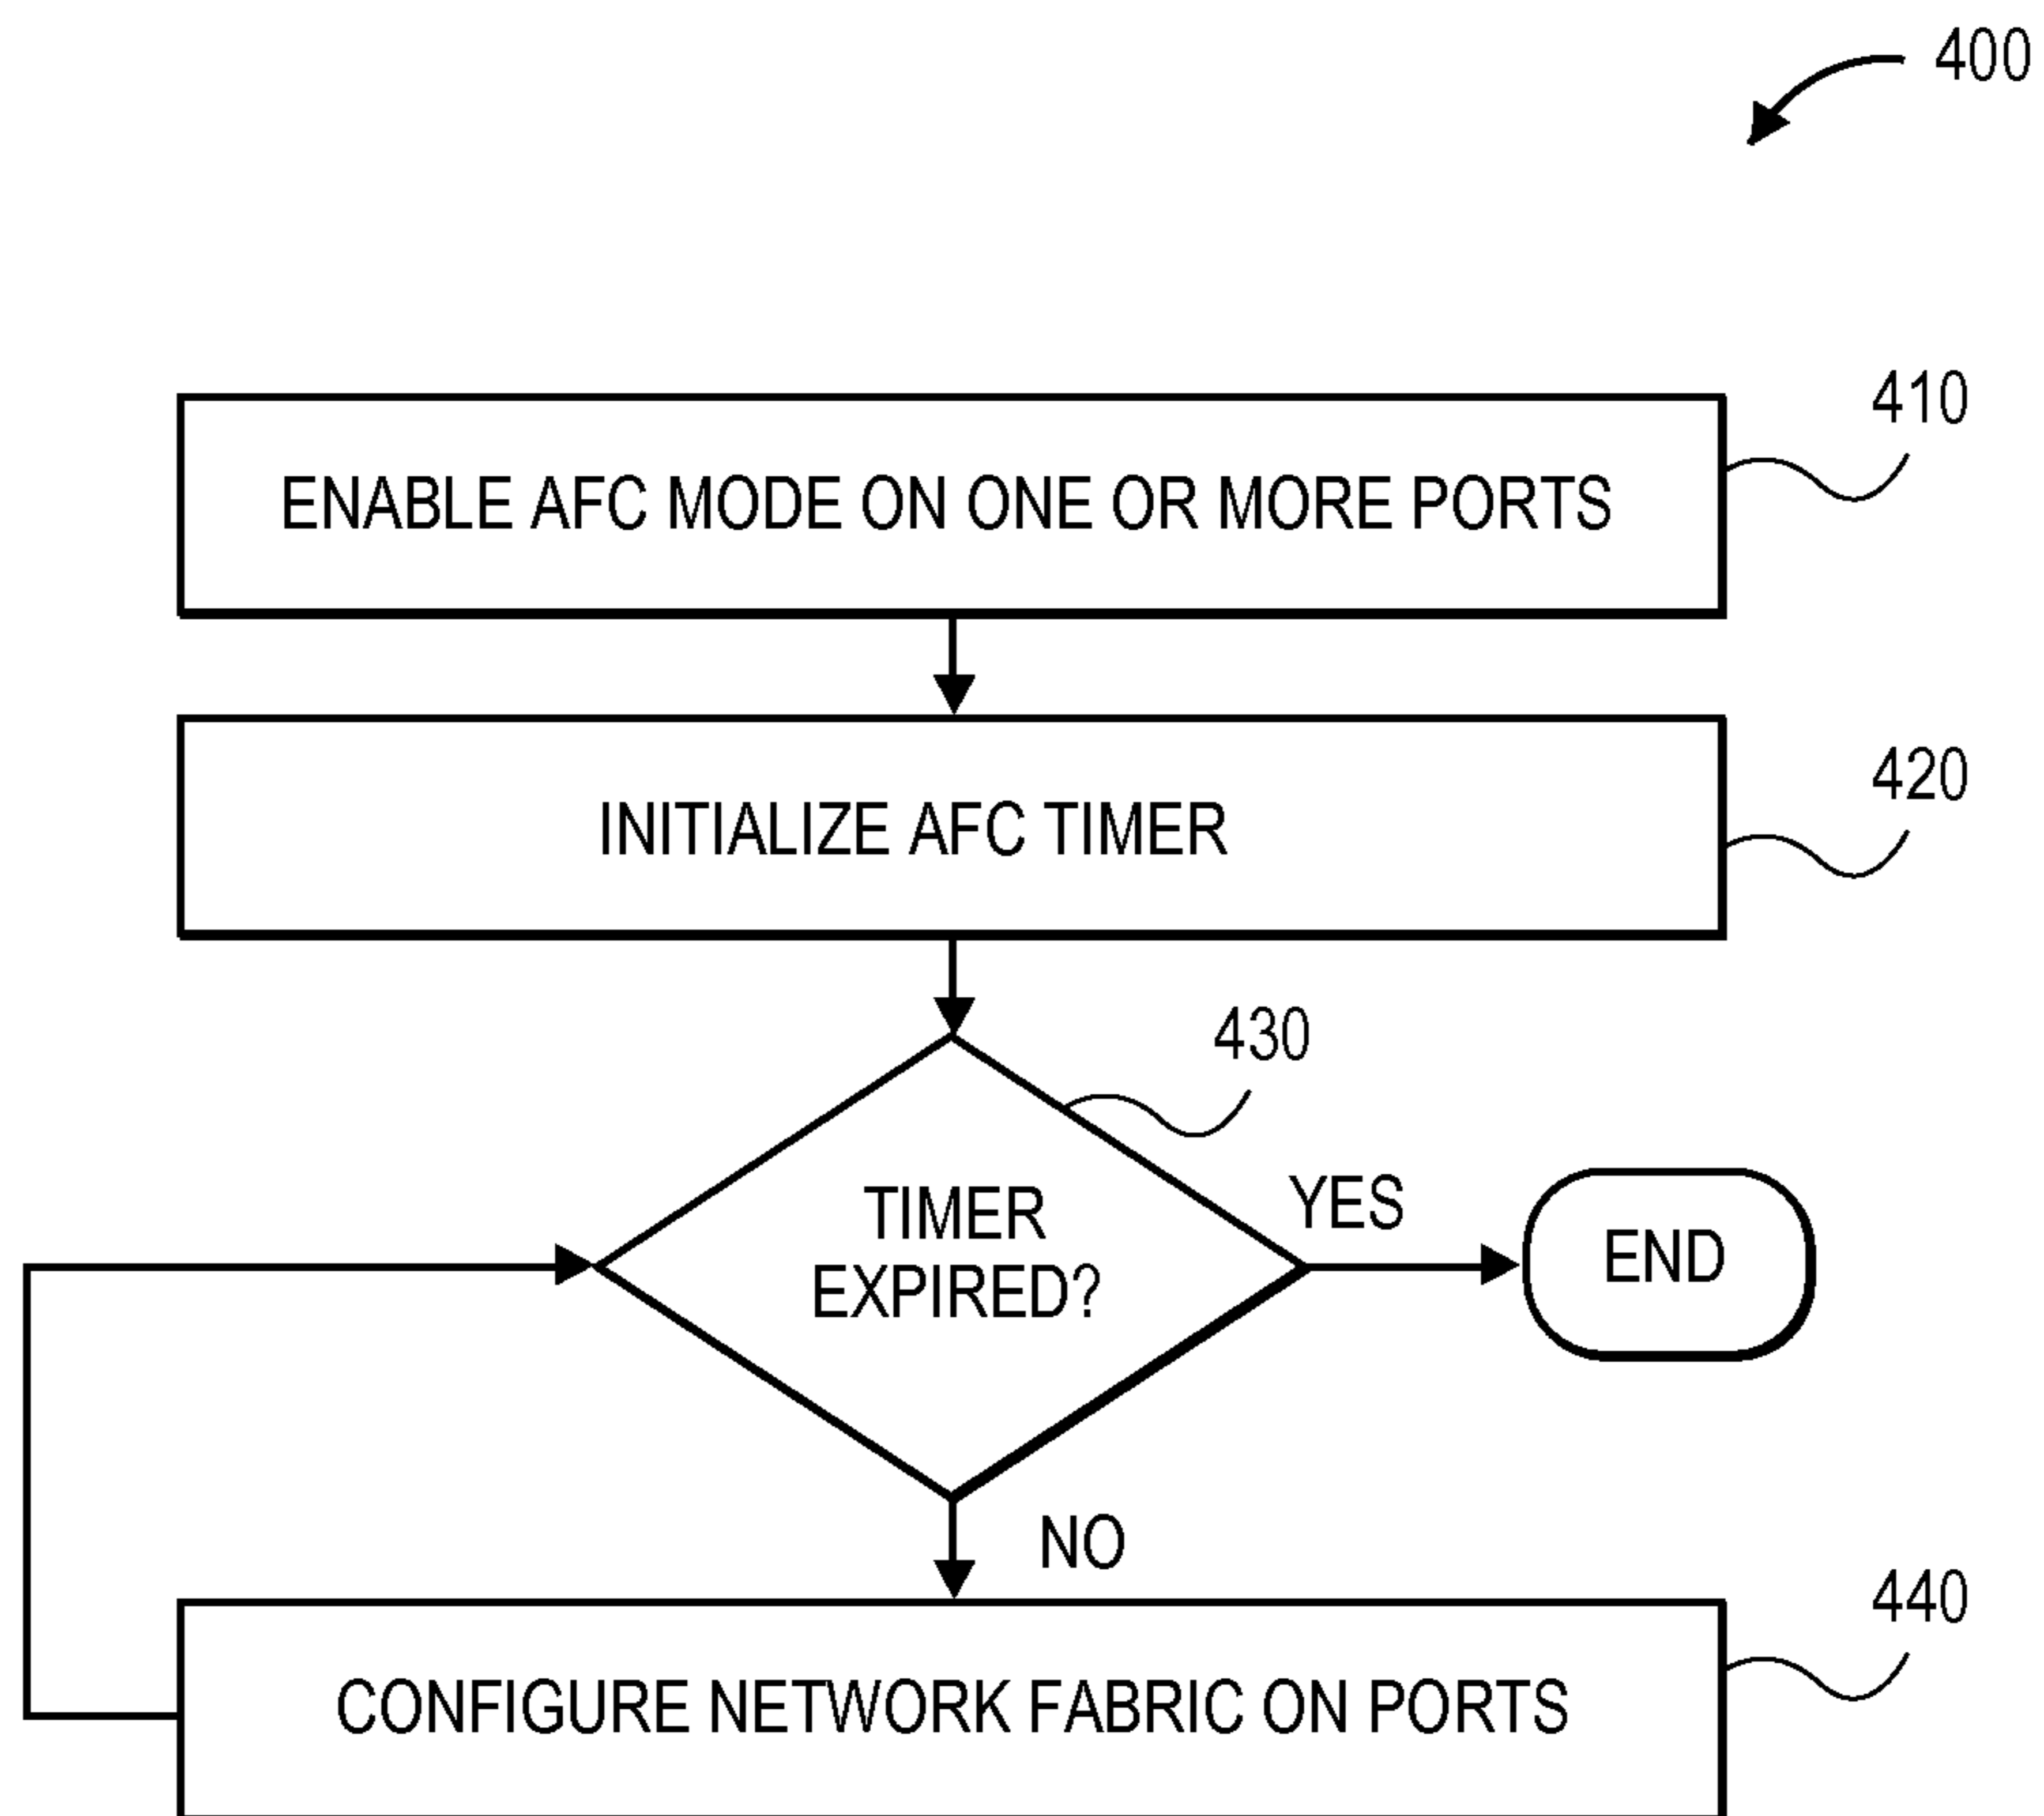 400
410
ENABLE AFC MODE ON ONE OR MORE PORTS
420
INITIALIZE AFC TIMER
430
TIMER
EXPIRED?
YES
END
NO
440
CONFIGURE NETWORK FABRIC ON PORTS